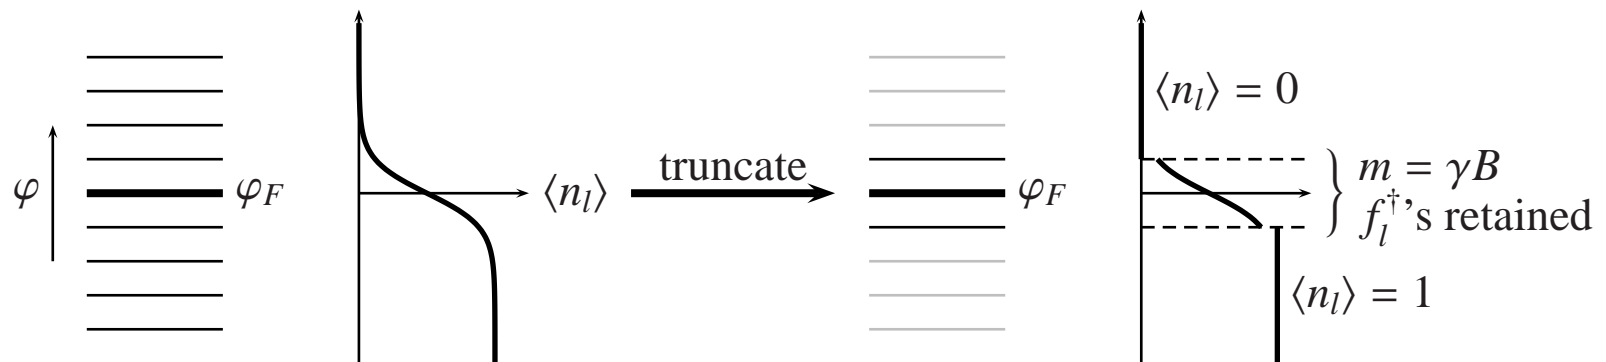 φ
φ_F
⟨n_l⟩
truncate
φ_F
⟨n_l⟩ = 0
m = γB
f_l^†'s retained
⟨n_l⟩ = 1